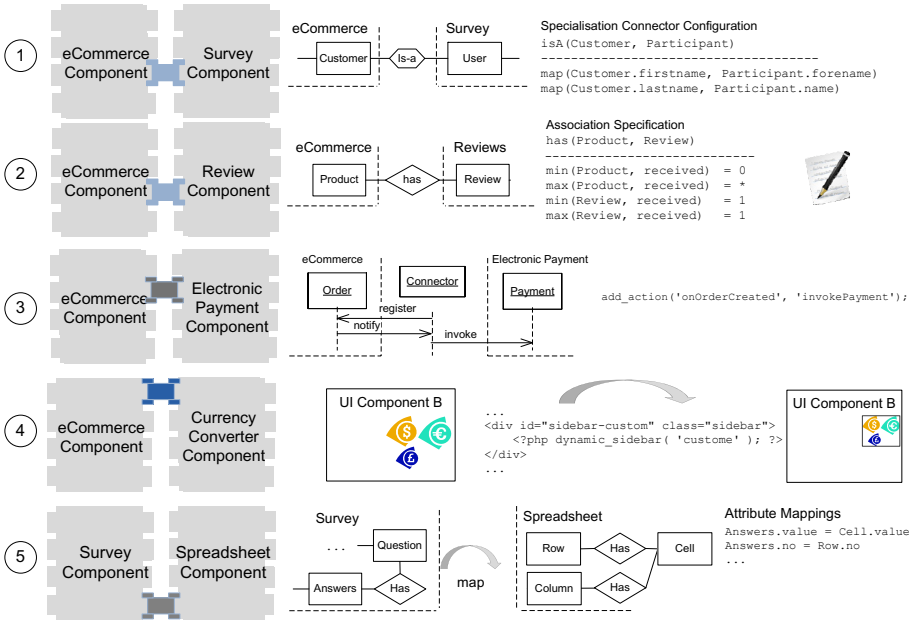 1
eCommerce
Component
Survey
Component
eCommerce
Survey
Customer
Is-a
User
Specialisation Connector Configuration
isA(Customer, Participant)
------------------------------------
map(Customer.firstname, Participant.forename)
map(Customer.lastname, Participant.name)
2
eCommerce
Component
Review
Component
eCommerce
Reviews
Product
has
Review
Association Specification
has(Product, Review)
---------------------------
min(Product, received) = 0
max(Product, received) = *
min(Review, received) = 1
max(Review, received) = 1
3
eCommerce
Component
Electronic
Payment
Component
eCommerce
Electronic Payment
Order
Connector
Payment
register
notify
invoke
add_action('onOrderCreated', 'invokePayment');
4
eCommerce
Component
Currency
Converter
Component
UI Component B
$
€
£
...
<div id="sidebar-custom" class="sidebar">
<?php dynamic_sidebar( 'custome' ); ?>
</div>
...
UI Component B
$
€
£
5
Survey
Component
Spreadsheet
Component
Survey
...
Question
Answers
Has
map
Spreadsheet
Row
Has
Cell
Column
Has
Attribute Mappings
Answers.value = Cell.value
Answers.no = Row.no
...